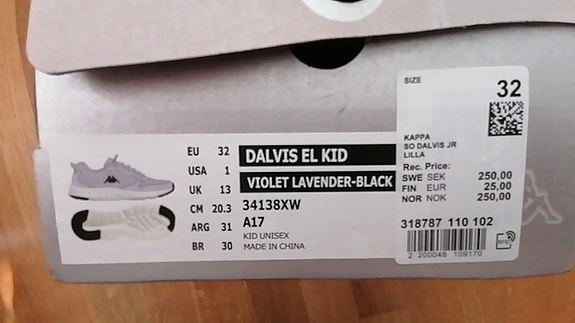 EU 32
USA 1
UK 13
CM 20.3
ARG 31
BR 30
DALVIS EL KID
VIOLET LAVENDER-BLACK
34138XW
A17
KID UNISEX
MADE IN CHINA
SIZE
32
KAPPA
SO DALVIS JR
LILLA
Rec. Price:
SWE SEK 250,00
FIN EUR 25,00
NOR NOK 250,00
318787 110 102
2 200048 109170